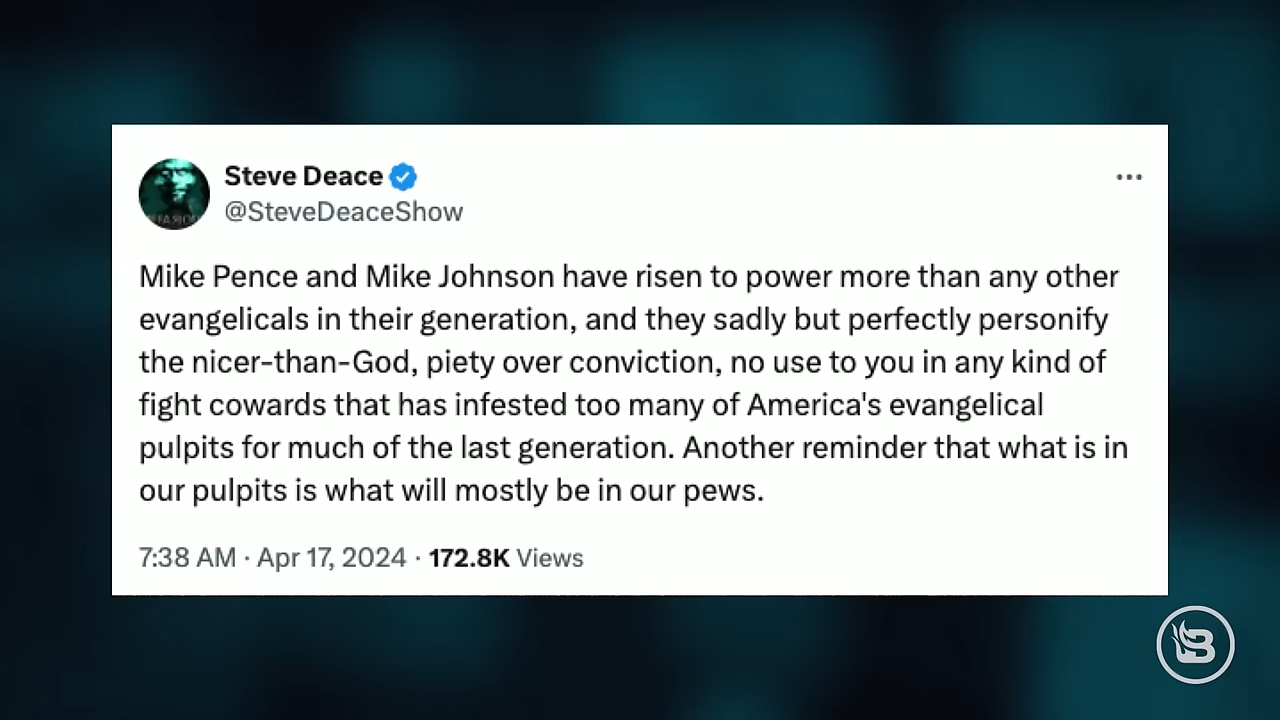 Steve Deace
@SteveDeaceShow
Mike Pence and Mike Johnson have risen to power more than any other
evangelicals in their generation, and they sadly but perfectly personify
the nicer-than-God, piety over conviction, no use to you in any kind of
fight cowards that has infested too many of America's evangelical
pulpits for much of the last generation. Another reminder that what is in
our pulpits is what will mostly be in our pews.
7:38 AM · Apr 17, 2024 · 172.8K Views
B